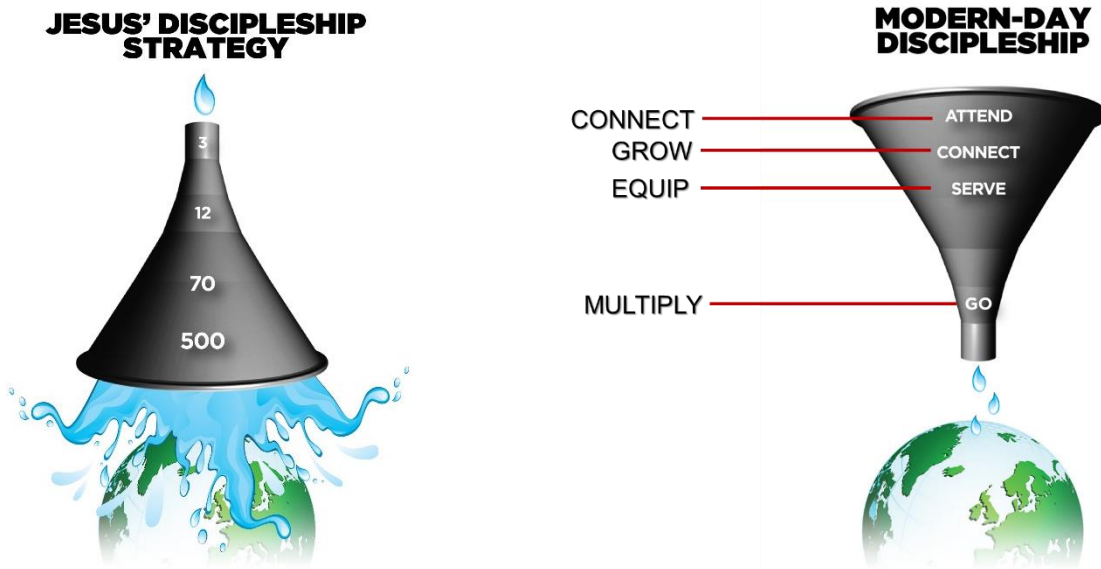 JESUS' DISCIPLESHIP
STRATEGY
3
12
70
500
MODERN-DAY
DISCIPLESHIP
CONNECT
ATTEND
GROW
CONNECT
EQUIP
SERVE
MULTIPLY
GO